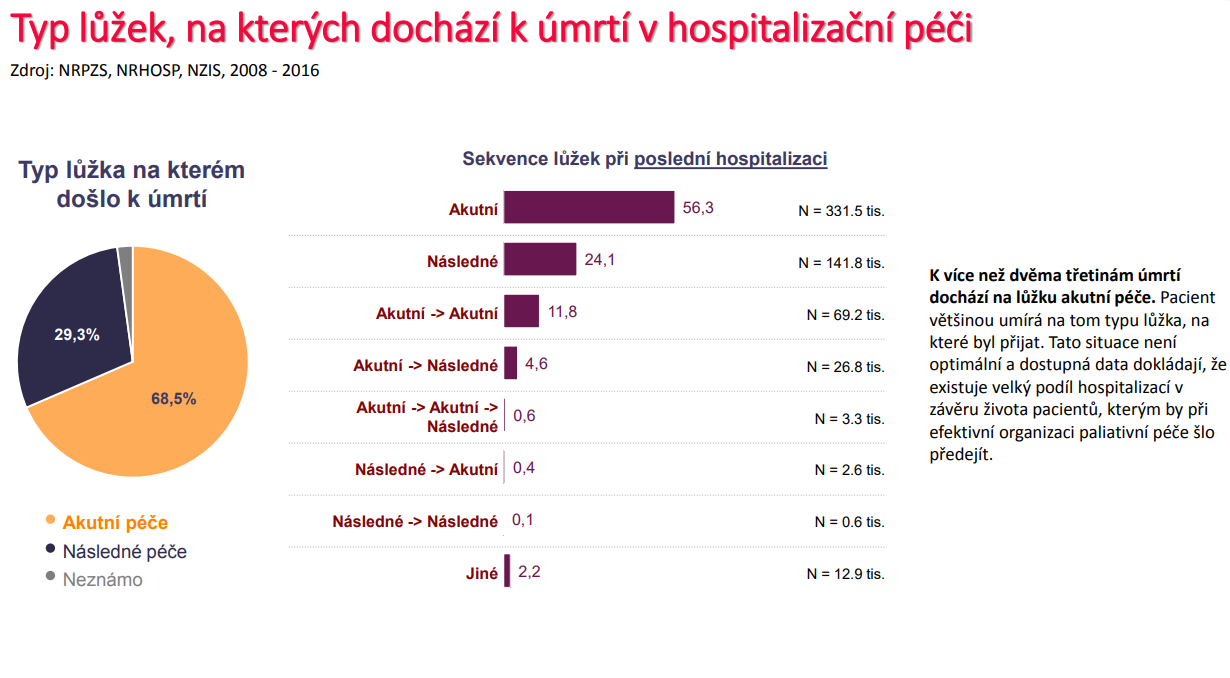 Typ lůžek, na kterých dochází k úmrtí v hospitalizační péči
Zdroj: NRPZS, NRHOSP, NZIS, 2008 - 2016
Typ lůžka na kterém
došlo k úmrtí
29,3%
68,5%
Akutní péče
Následné péče
Neznámo
Sekvence lůžek při poslední hospitalizaci
Akutní 56,3 N = 331.5 tis.
Následné 24,1 N = 141.8 tis.
Akutní -> Akutní 11,8 N = 69.2 tis.
Akutní -> Následné 4,6 N = 26.8 tis.
Akutní -> Akutní ->
Následné 0,6 N = 3.3 tis.
Následné -> Akutní 0,4 N = 2.6 tis.
Následné -> Následné 0,1 N = 0.6 tis.
Jiné 2,2 N = 12.9 tis.
K více než dvěma třetinám úmrtí
dochází na lůžku akutní péče. Pacient
většinou umírá na tom typu lůžka, na
které byl přijat. Tato situace není
optimální a dostupná data dokládají, že
existuje velký podíl hospitalizací v
závěru života pacientů, kterým by při
efektivní organizaci paliativní péče šlo
předejít.